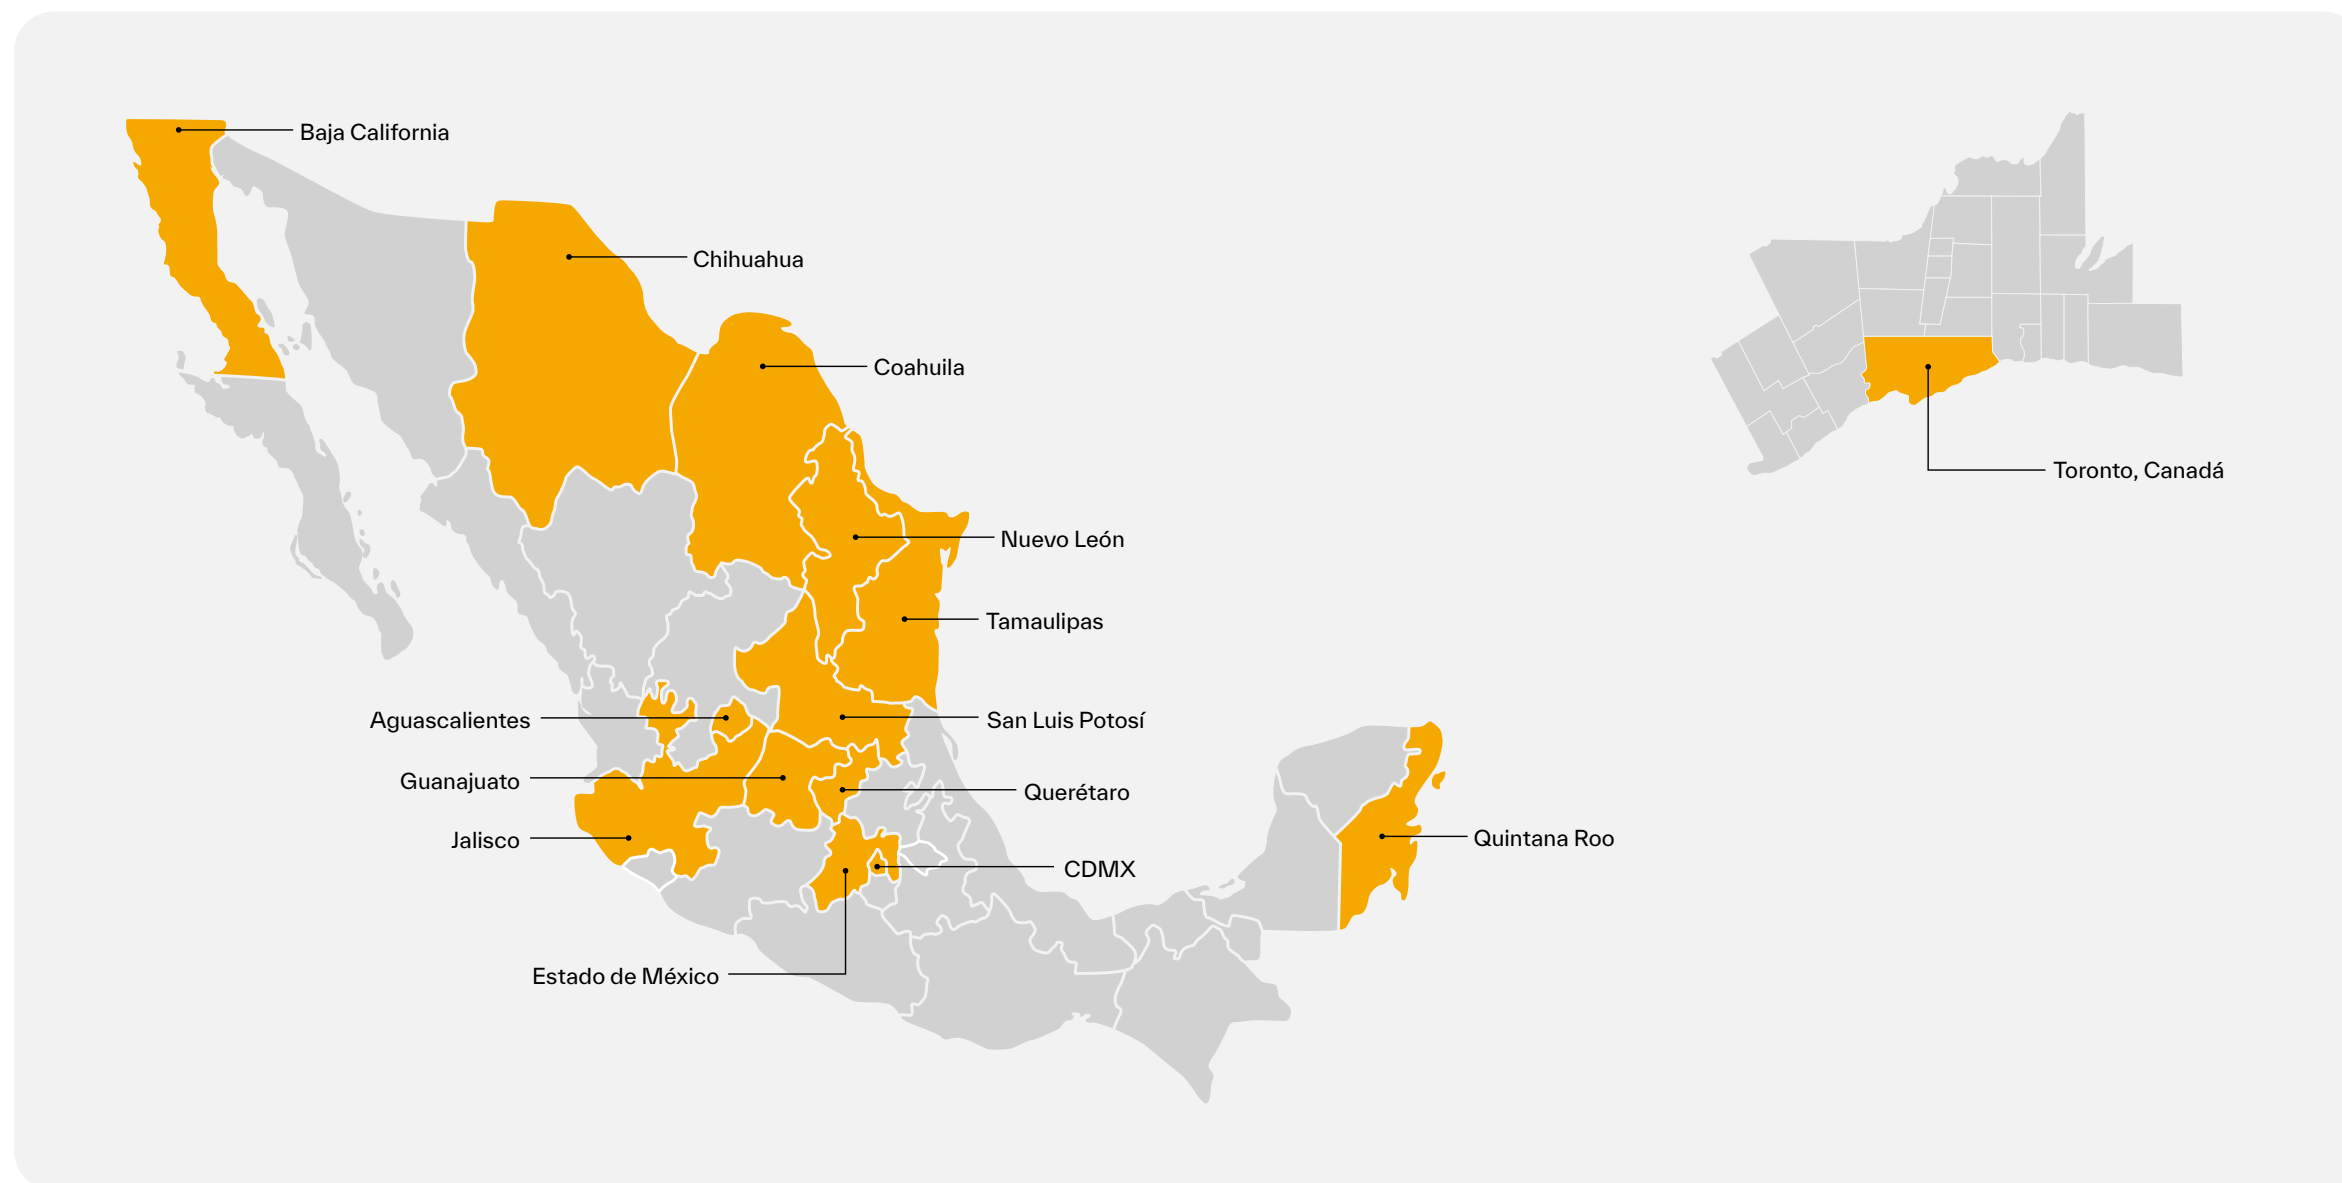 Baja California
Chihuahua
Coahuila
Toronto, Canadá
Nuevo León
Tamaulipas
Aguascalientes
San Luis Potosí
Guanajuato
Querétaro
Jalisco
Quintana Roo
CDMX
Estado de México